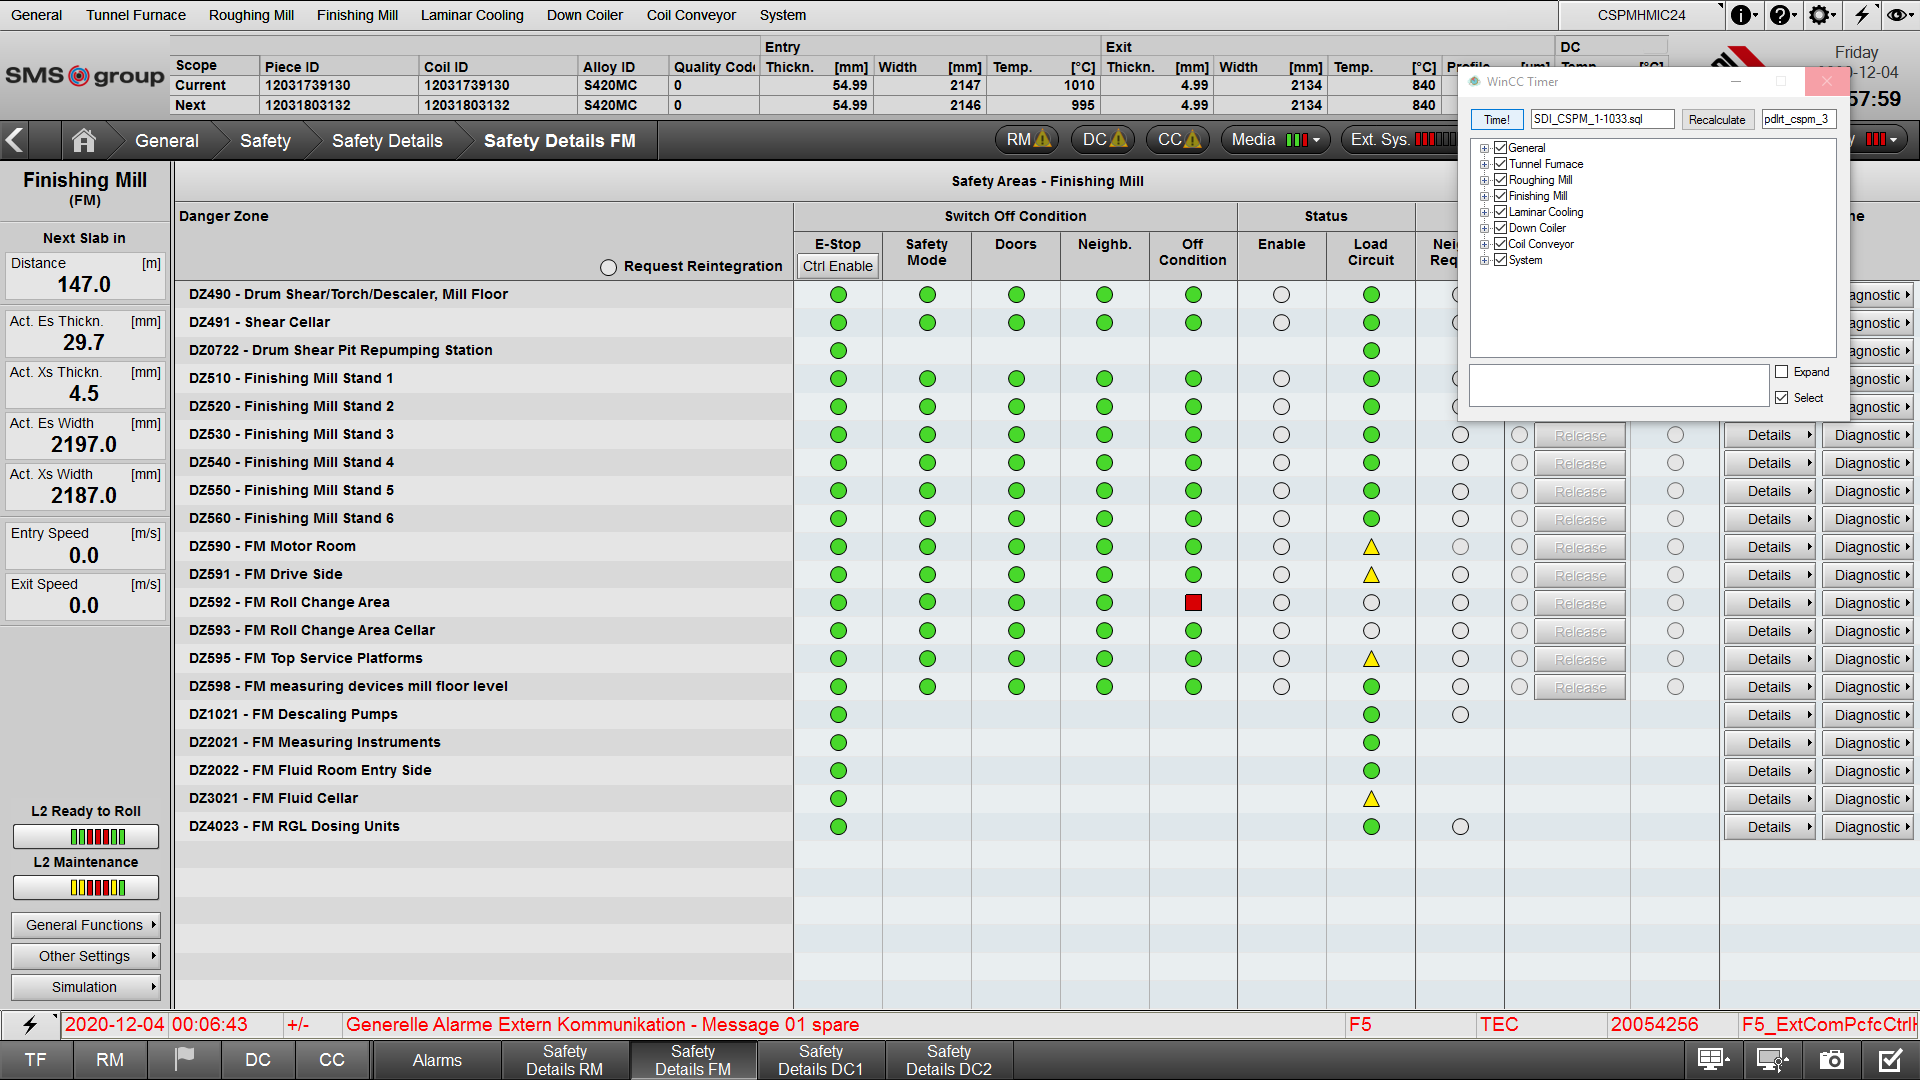 General Tunnel Furnace Roughing Mill Finishing Mill Laminar Cooling Down Coiler Coil Conveyor System CSPMHMIC24
SMS group
Entry Exit DC
Scope Piece ID Coil ID Alloy ID Quality Code Thickn. [mm] Width [mm] Temp. [°C] Thickn. [mm] Width [mm] Temp. [°C]
Current 12031739130 12031739130 S420MC 0 54.99 2147 1010 4.99 2134 840
Next 12031803132 12031803132 S420MC 0 54.99 2146 995 4.99 2134 840
Friday
-12-04
57:59
General Safety Safety Details Safety Details FM RM DC CC Media Ext. Sys.
WinCC Timer
Time! SDI_CSPM_1-1033.sql Recalculate pdlrt_cspm_3
General
Tunnel Furnace
Roughing Mill
Finishing Mill
Laminar Cooling
Down Coiler
Coil Conveyor
System
Expand
Select
Finishing Mill
(FM)
Next Slab in
Distance [m]
147.0
Act. Es Thickn. [mm]
29.7
Act. Xs Thickn. [mm]
4.5
Act. Es Width [mm]
2197.0
Act. Xs Width [mm]
2187.0
Entry Speed [m/s]
0.0
Exit Speed [m/s]
0.0
L2 Ready to Roll
L2 Maintenance
General Functions
Other Settings
Simulation
Safety Areas - Finishing Mill
Danger Zone Switch Off Condition Status
Request Reintegration E-Stop Ctrl Enable Safety Mode Doors Neighb. Off Condition Enable Load Circuit
DZ490 - Drum Shear/Torch/Descaler, Mill Floor agnostic
DZ491 - Shear Cellar agnostic
DZ0722 - Drum Shear Pit Repumping Station agnostic
DZ510 - Finishing Mill Stand 1 agnostic
DZ520 - Finishing Mill Stand 2 agnostic
DZ530 - Finishing Mill Stand 3 Release Details Diagnostic
DZ540 - Finishing Mill Stand 4 Release Details Diagnostic
DZ550 - Finishing Mill Stand 5 Release Details Diagnostic
DZ560 - Finishing Mill Stand 6 Release Details Diagnostic
DZ590 - FM Motor Room Release Details Diagnostic
DZ591 - FM Drive Side Release Details Diagnostic
DZ592 - FM Roll Change Area Release Details Diagnostic
DZ593 - FM Roll Change Area Cellar Release Details Diagnostic
DZ595 - FM Top Service Platforms Release Details Diagnostic
DZ598 - FM measuring devices mill floor level Release Details Diagnostic
DZ1021 - FM Descaling Pumps Details Diagnostic
DZ2021 - FM Measuring Instruments Details Diagnostic
DZ2022 - FM Fluid Room Entry Side Details Diagnostic
DZ3021 - FM Fluid Cellar Details Diagnostic
DZ4023 - FM RGL Dosing Units Details Diagnostic
2020-12-04 00:06:43 +/- Generelle Alarme Extern Kommunikation - Message 01 spare F5 TEC 20054256 F5_ExtComPcfcCtrl
TF RM DC CC Alarms Safety Details RM Safety Details FM Safety Details DC1 Safety Details DC2